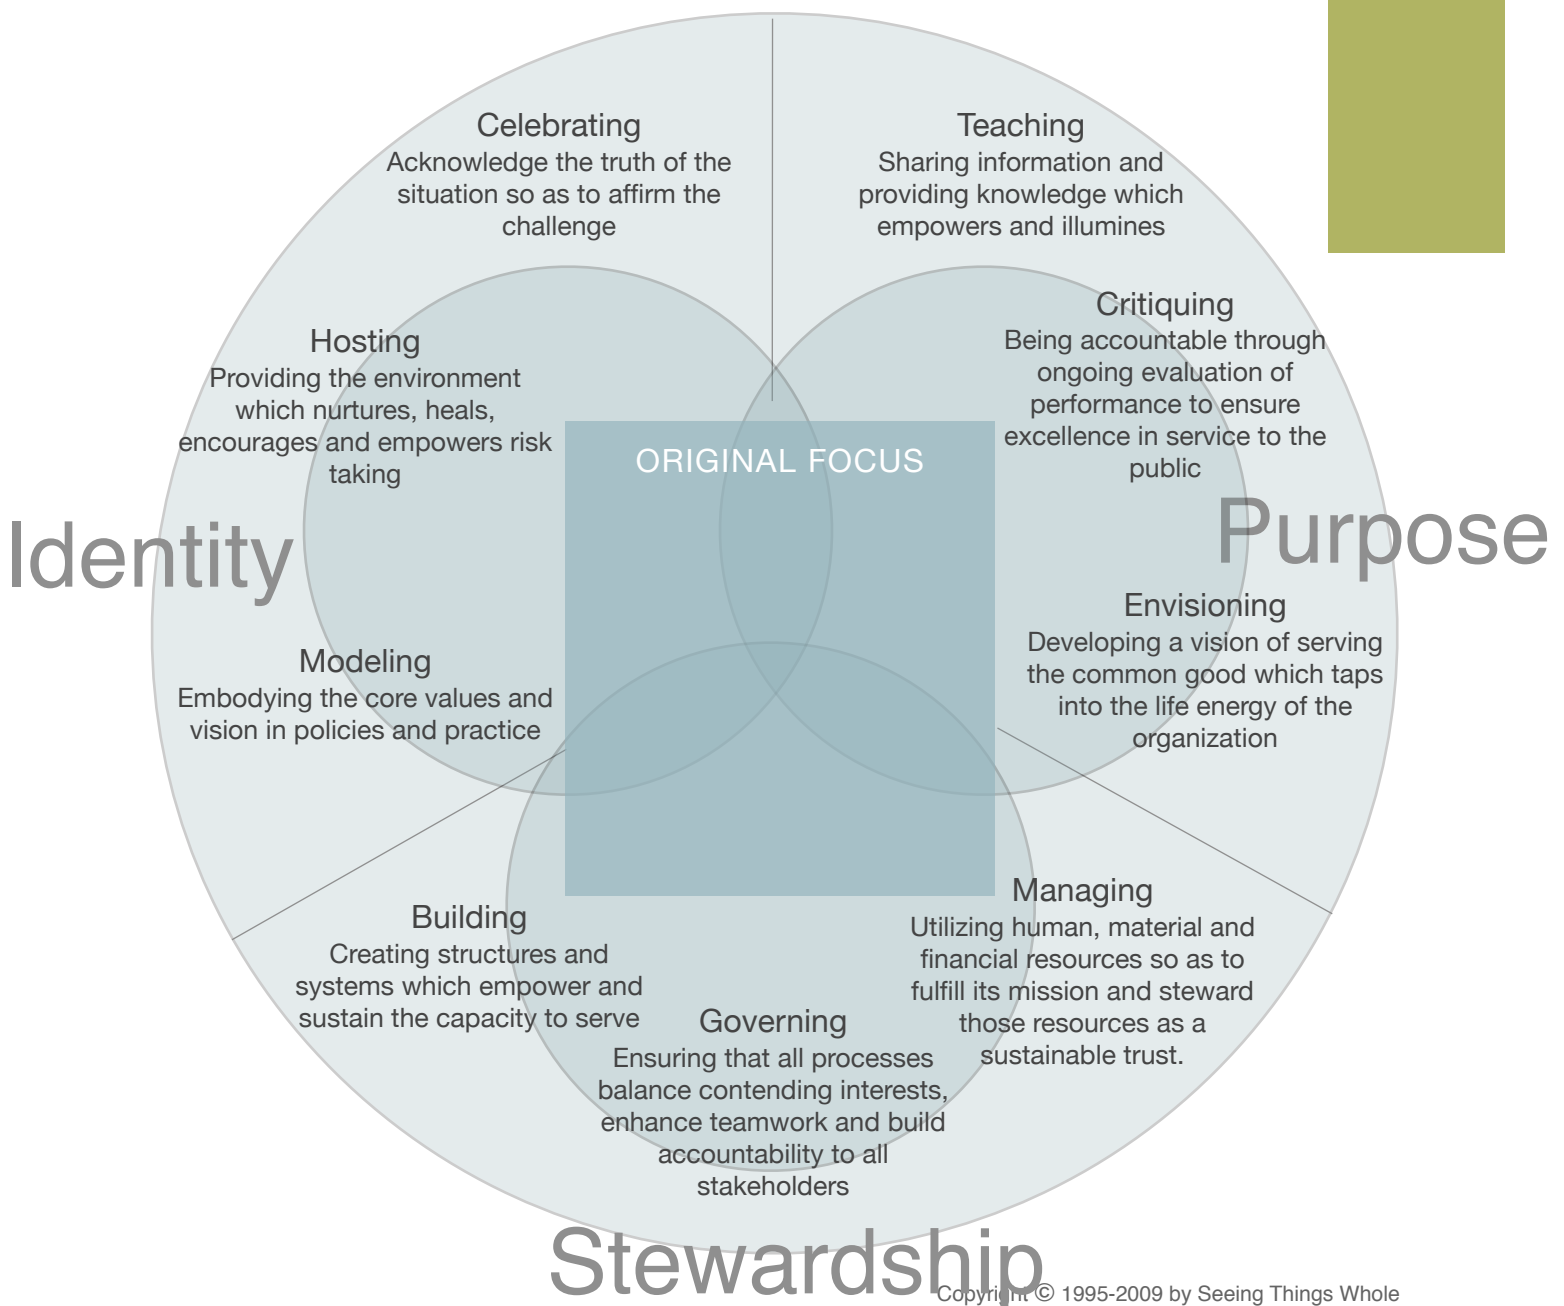 Celebrating
Acknowledge the truth of the
situation so as to affirm the
challenge
Teaching
Sharing information and
providing knowledge which
empowers and illumines
Hosting
Providing the environment
which nurtures, heals,
encourages and empowers risk
taking
Critiquing
Being accountable through
ongoing evaluation of
performance to ensure
excellence in service to the
public
ORIGINAL FOCUS
Identity
Purpose
Modeling
Embodying the core values and
vision in policies and practice
Envisioning
Developing a vision of serving
the common good which taps
into the life energy of the
organization
Building
Creating structures and
systems which empower and
sustain the capacity to serve
Governing
Ensuring that all processes
balance contending interests,
enhance teamwork and build
accountability to all
stakeholders
Managing
Utilizing human, material and
financial resources so as to
fulfill its mission and steward
those resources as a
sustainable trust.
Stewardship
Copyright © 1995-2009 by Seeing Things Whole